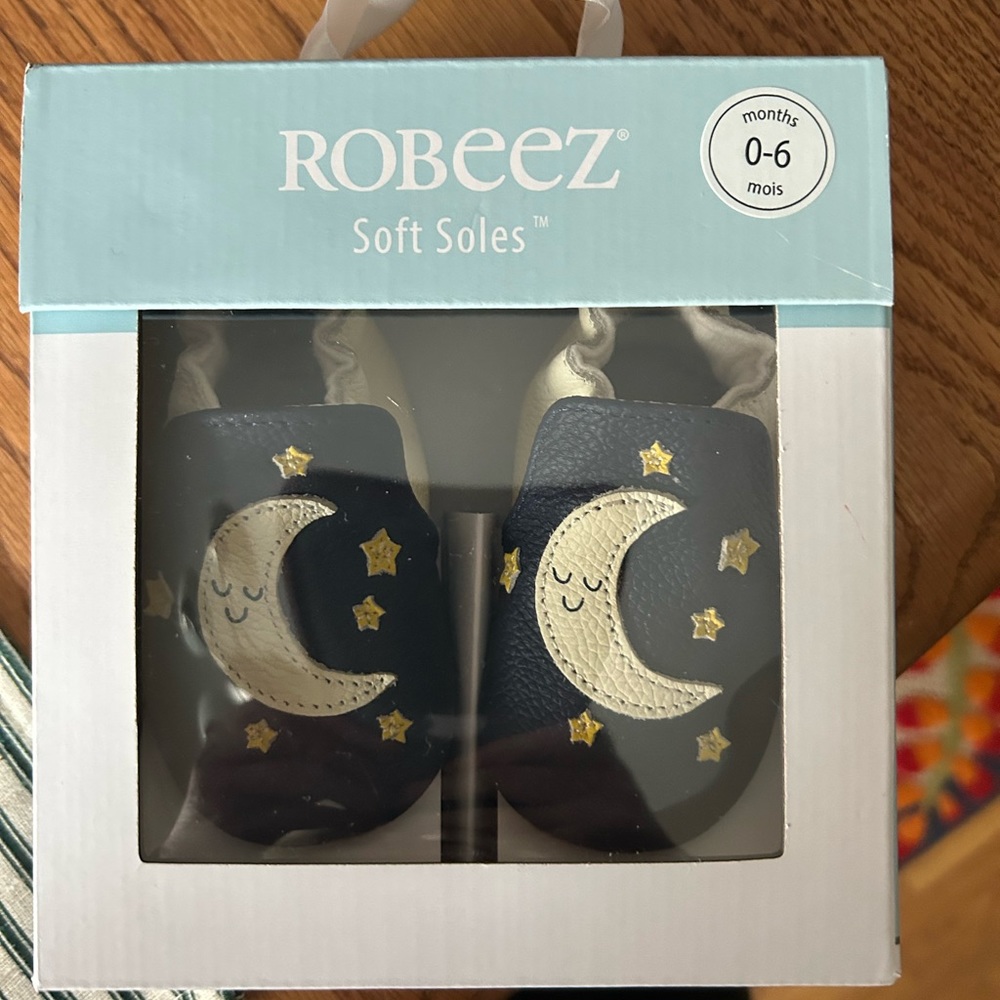 ROBeez®
Soft Soles™
months
0-6
mois